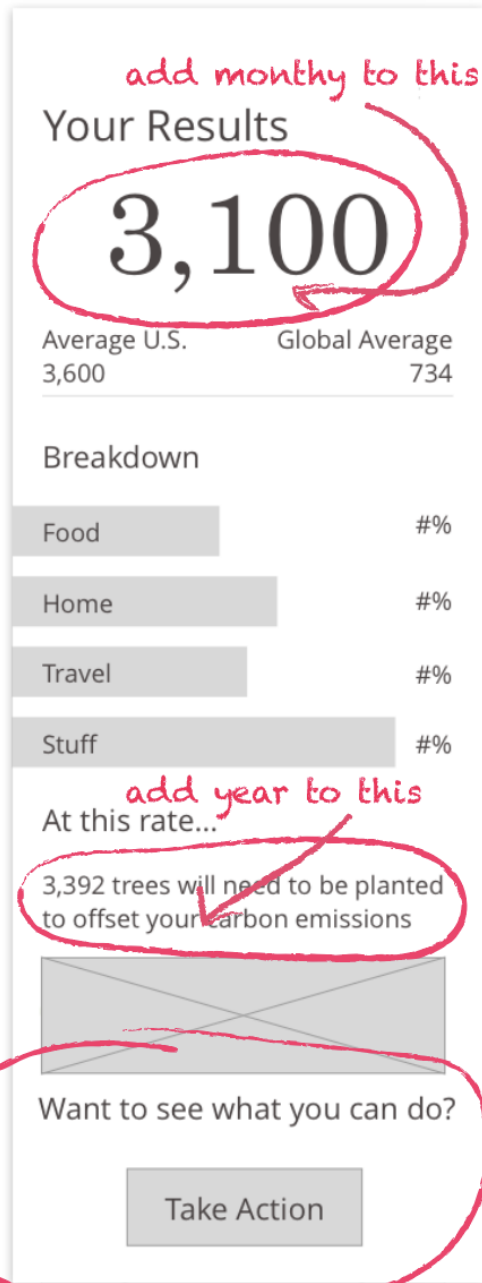 add monthy to this
Your Results
3,100
Average U.S. Global Average
3,600 734
Breakdown
Food #%
Home #%
Travel #%
Stuff #%
add year to this
At this rate...
3,392 trees will need to be planted
to offset your carbon emissions
Want to see what you can do?
Take Action